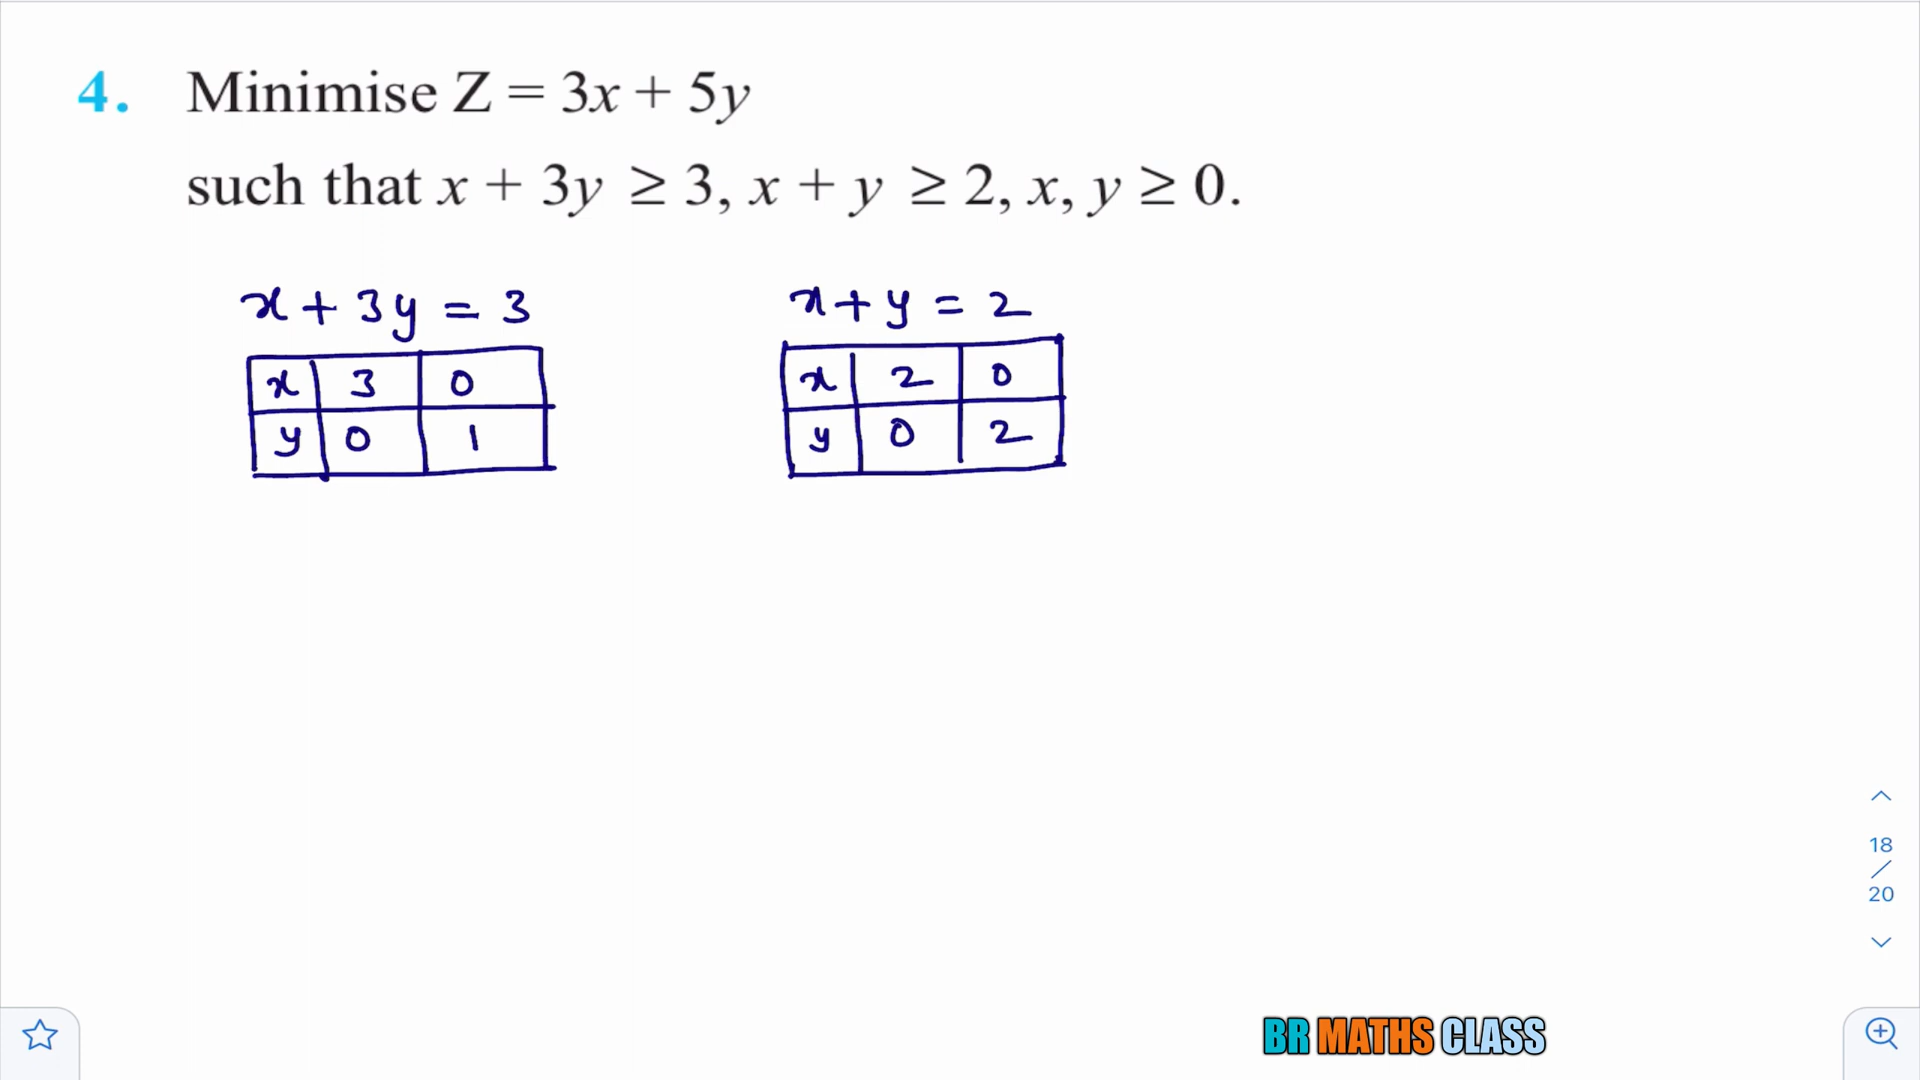 4. Minimise Z = 3x + 5y
such that x + 3y ≥ 3, x + y ≥ 2, x, y ≥ 0.
x + 3y = 3
x 3 0
y 0 1
x + y = 2
x 2 0
y 0 2
18
/
20
BR MATHS CLASS